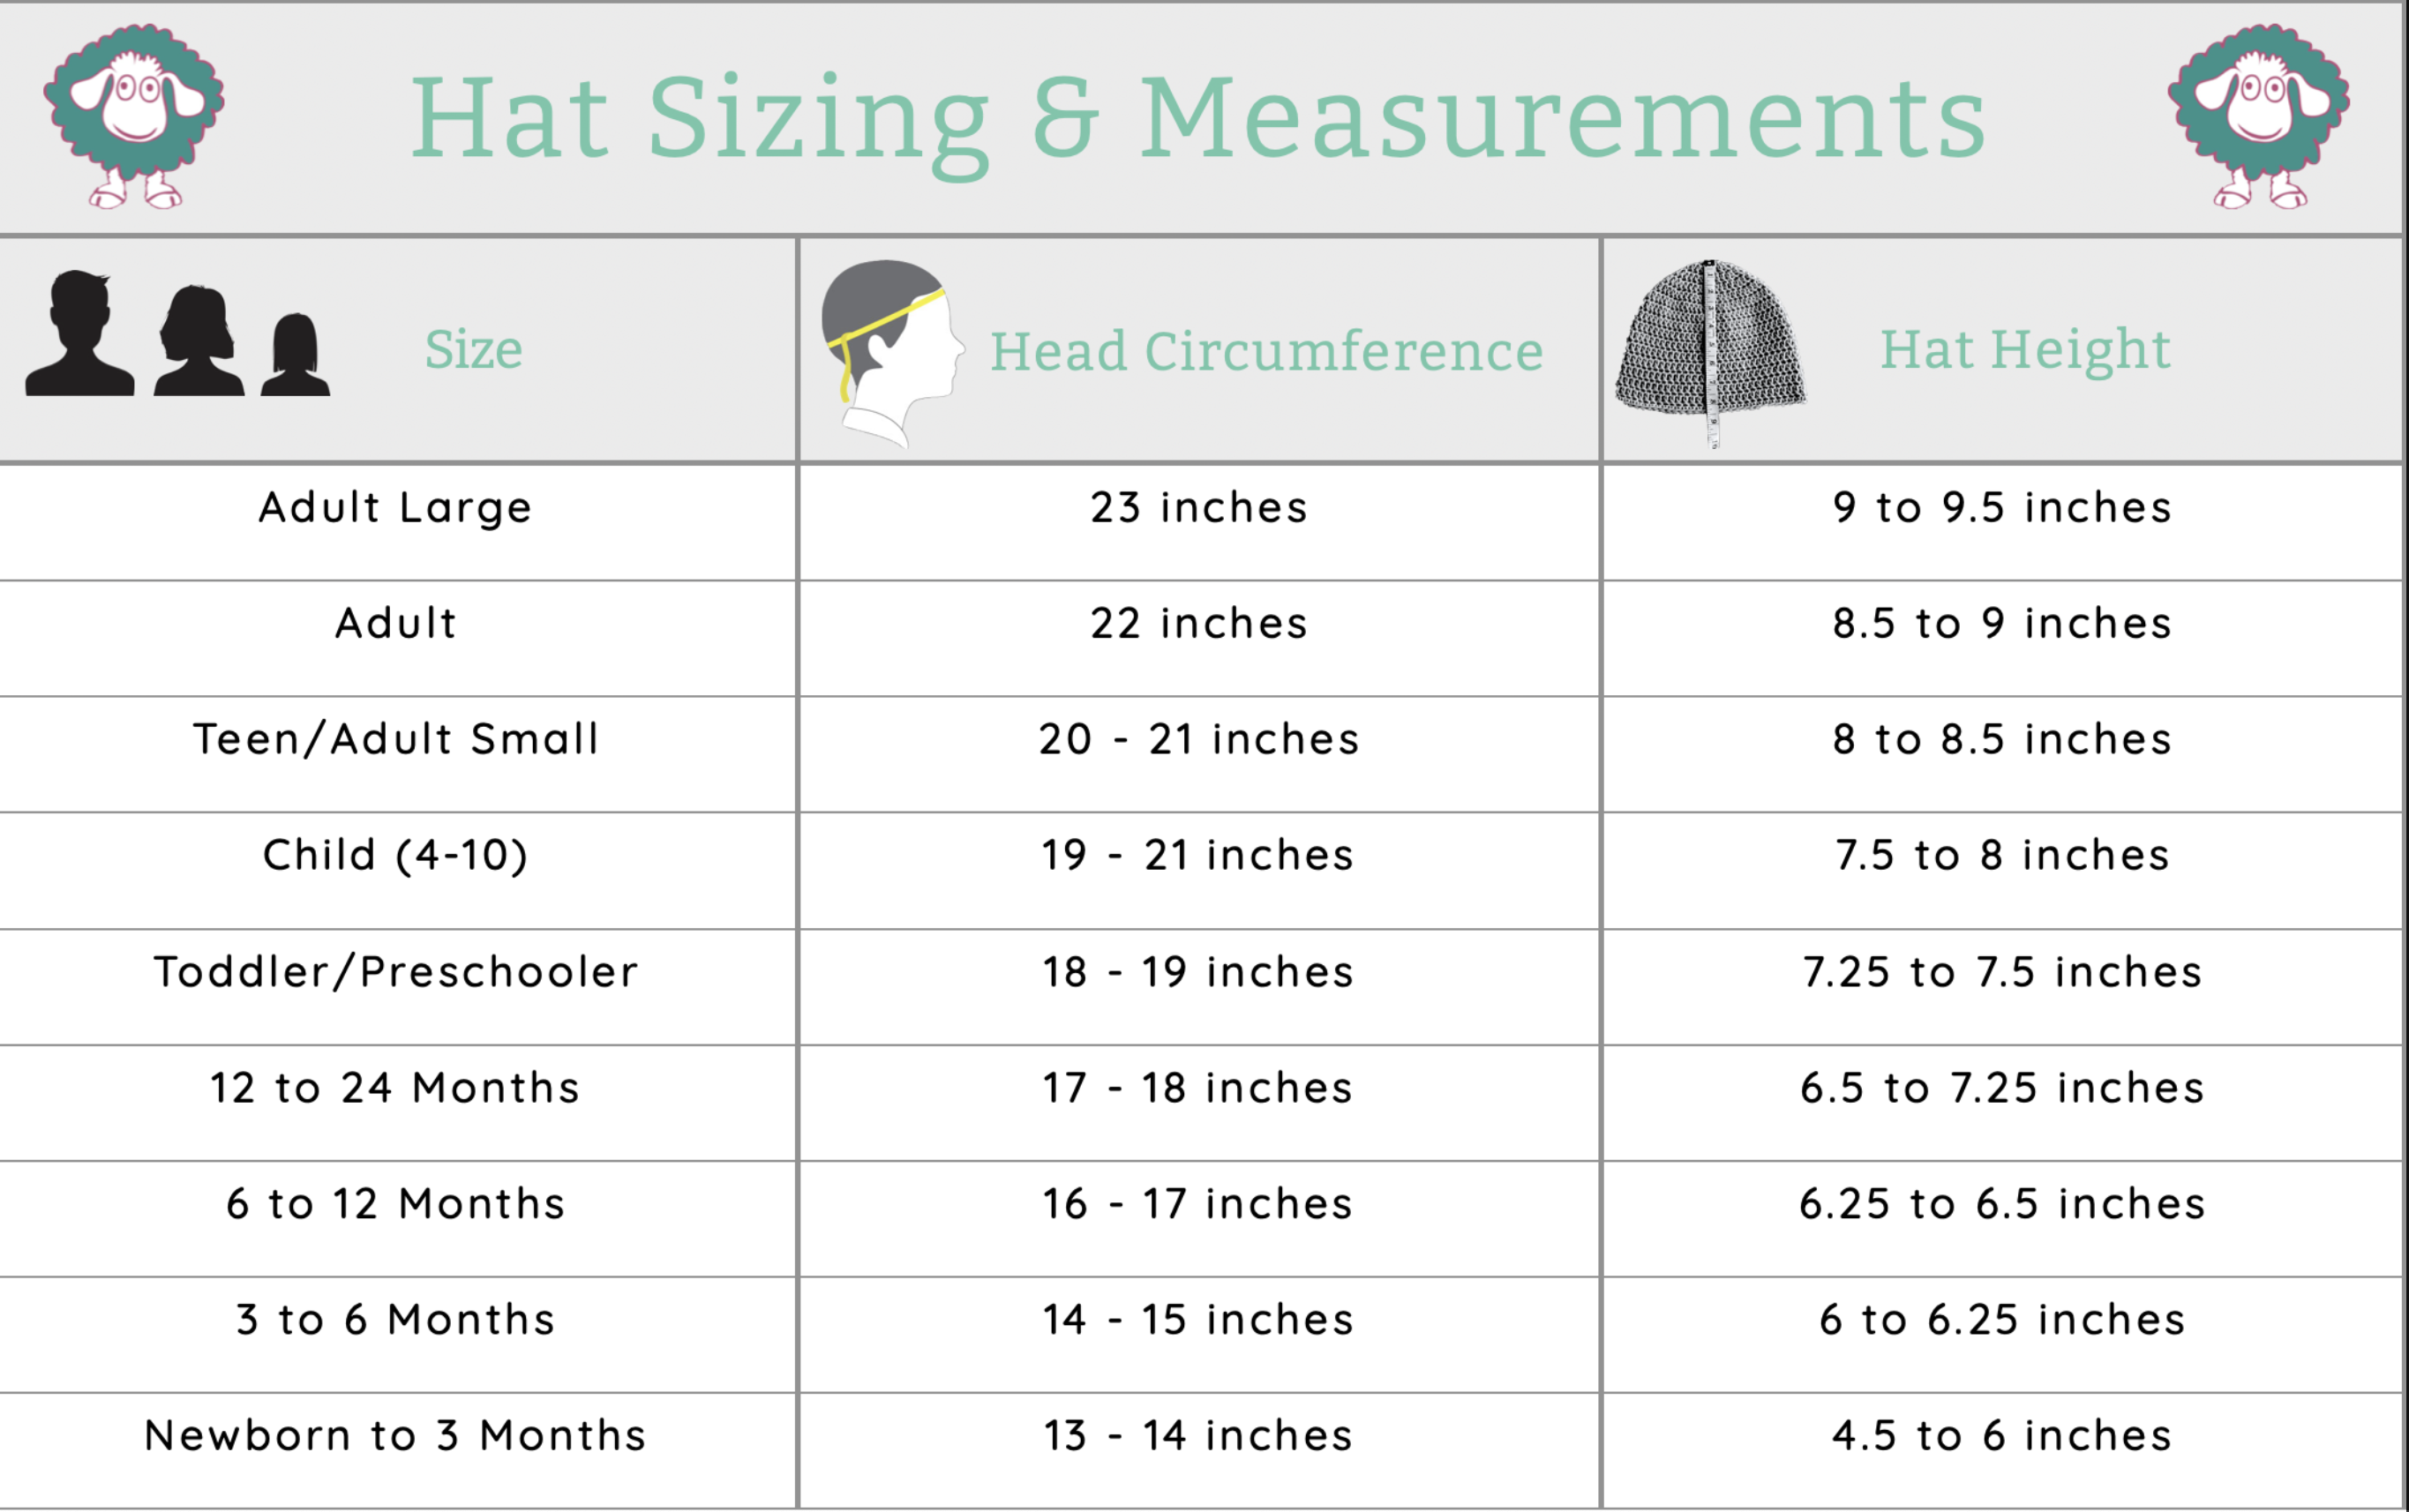 Hat Sizing & Measurements
Size Head Circumference Hat Height
Adult Large 23 inches 9 to 9.5 inches
Adult 22 inches 8.5 to 9 inches
Teen/Adult Small 20 - 21 inches 8 to 8.5 inches
Child (4-10) 19 - 21 inches 7.5 to 8 inches
Toddler/Preschooler 18 - 19 inches 7.25 to 7.5 inches
12 to 24 Months 17 - 18 inches 6.5 to 7.25 inches
6 to 12 Months 16 - 17 inches 6.25 to 6.5 inches
3 to 6 Months 14 - 15 inches 6 to 6.25 inches
Newborn to 3 Months 13 - 14 inches 4.5 to 6 inches